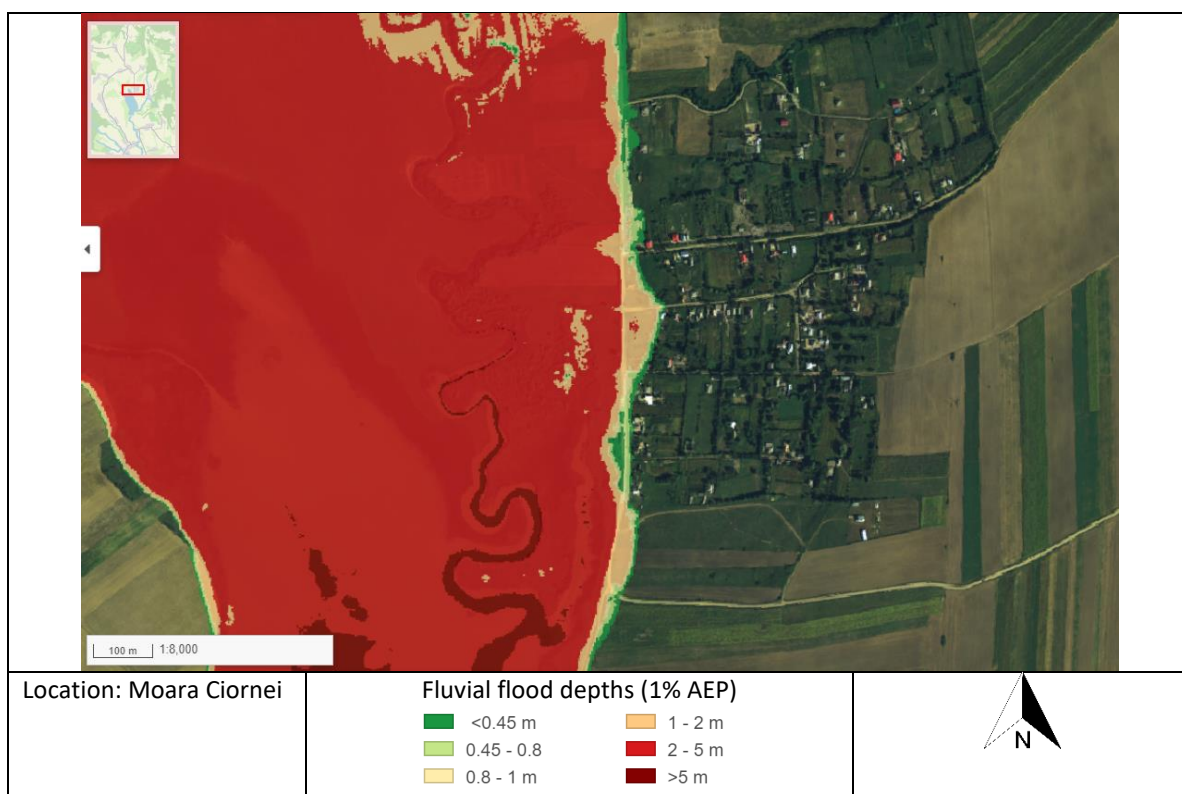 100 m 1:8,000
Location: Moara Ciornei
Fluvial flood depths (1% AEP)
<0.45 m
0.45 - 0.8
0.8 - 1 m
1 - 2 m
2 - 5 m
>5 m
N